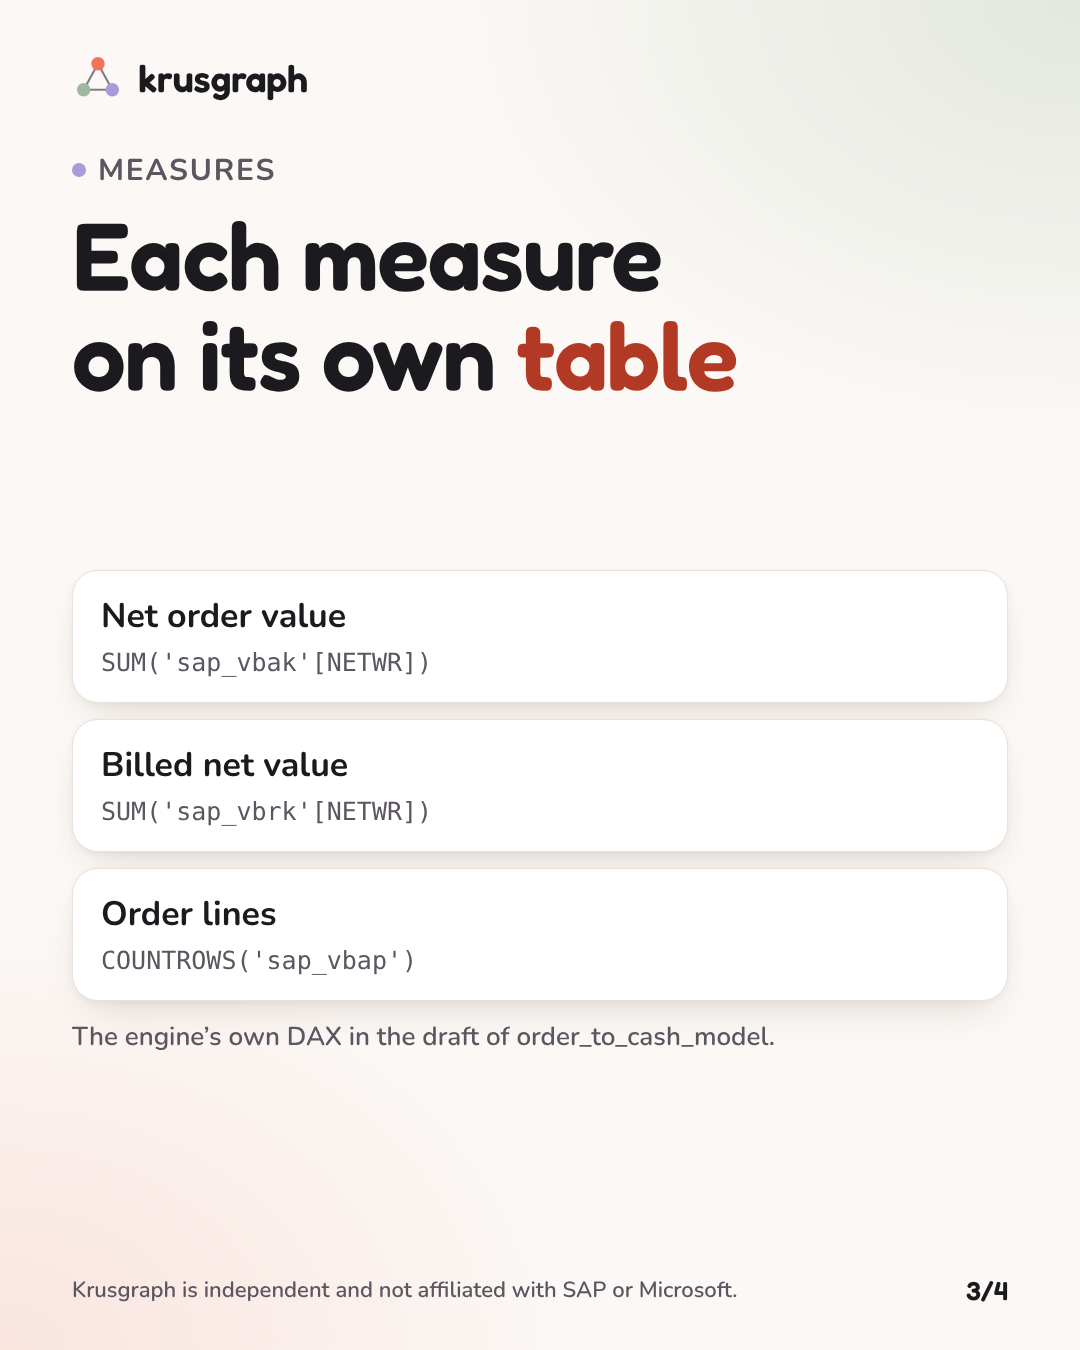 krusgraph
MEASURES
Each measure
on its own table
Net order value
SUM('sap_vbak'[NETWR])
Billed net value
SUM('sap_vbrk'[NETWR])
Order lines
COUNTROWS('sap_vbap')
The engine’s own DAX in the draft of order_to_cash_model.
Krusgraph is independent and not affiliated with SAP or Microsoft.
3/4